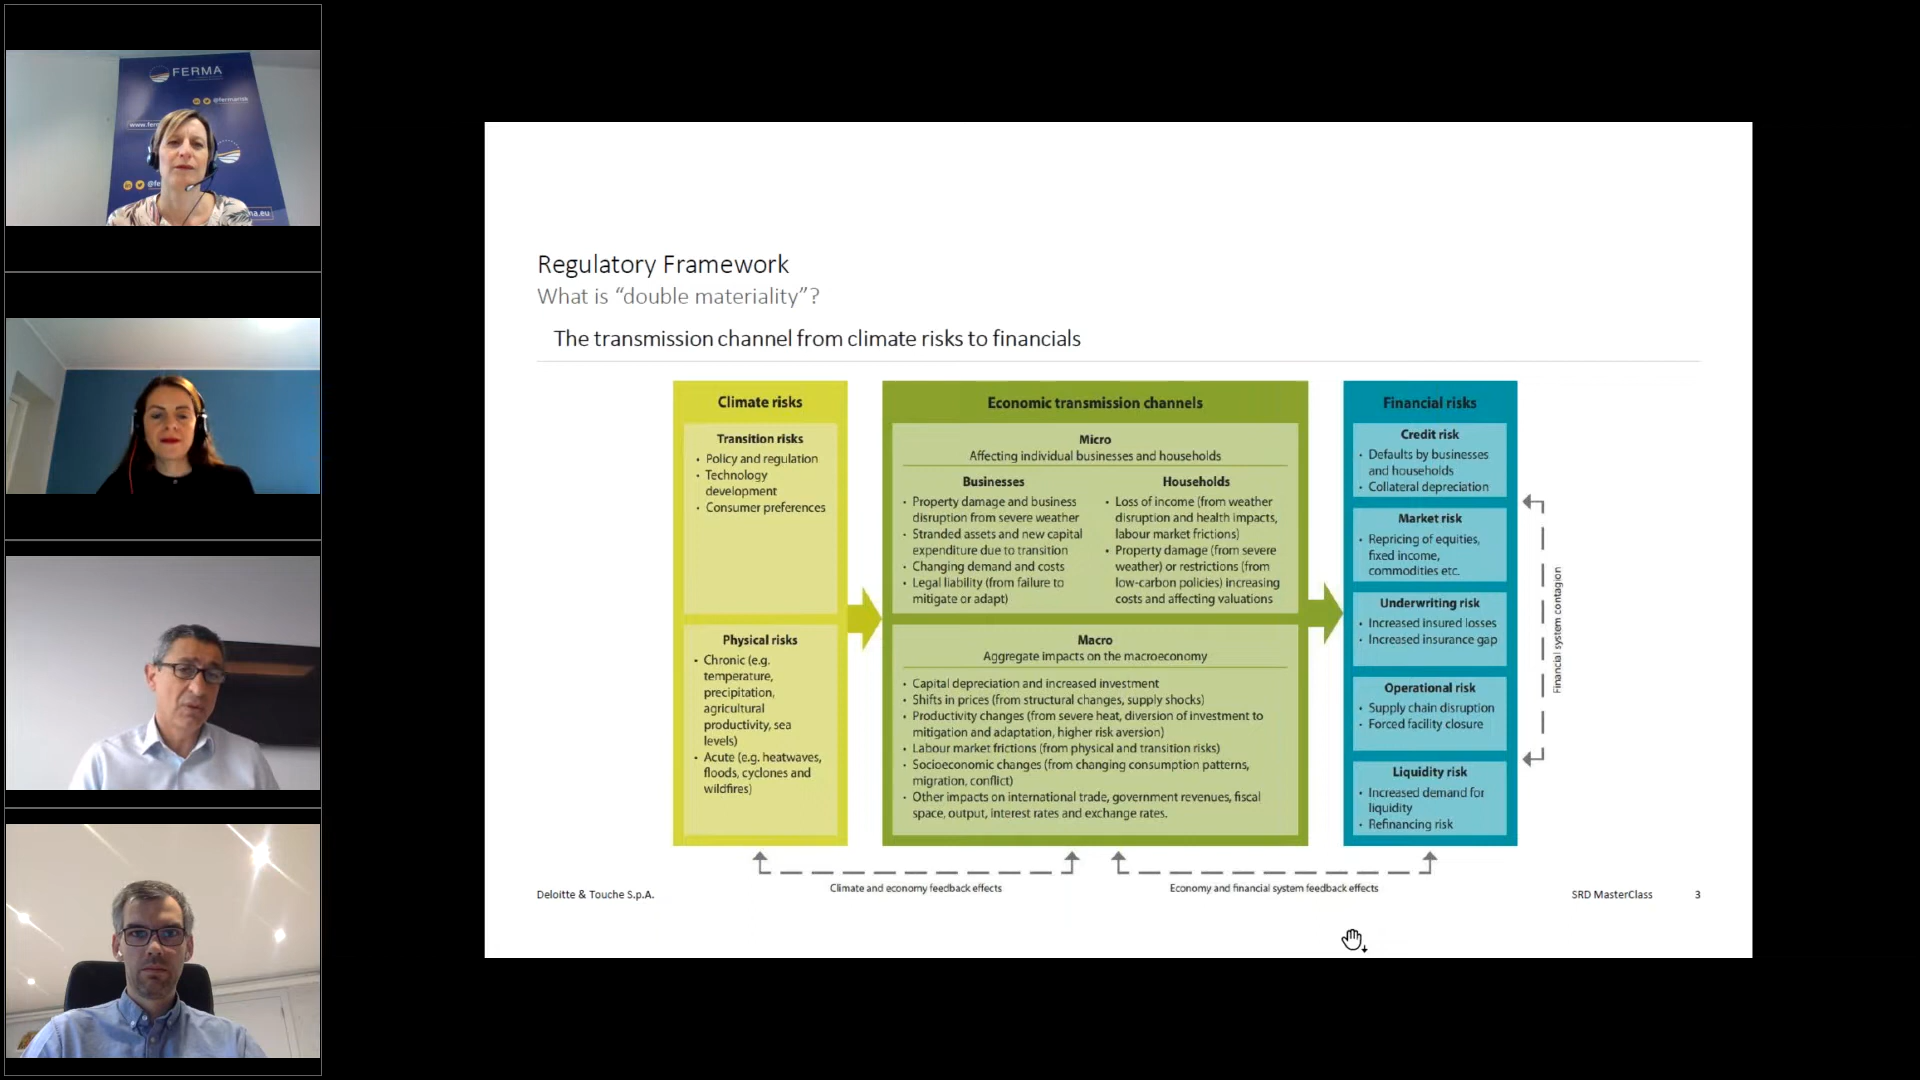 FERMA
@fermarisk
www.fer
@fe
ma.eu
Regulatory Framework
What is “double materiality”?
The transmission channel from climate risks to financials
Climate risks
Transition risks
• Policy and regulation
• Technology
development
• Consumer preferences
Physical risks
• Chronic (e.g.
temperature,
precipitation,
agricultural
productivity, sea
levels)
• Acute (e.g. heatwaves,
floods, cyclones and
wildfires)
Economic transmission channels
Micro
Affecting individual businesses and households
Businesses
• Property damage and business
disruption from severe weather
• Stranded assets and new capital
expenditure due to transition
• Changing demand and costs
• Legal liability (from failure to
mitigate or adapt)
Households
• Loss of income (from weather
disruption and health impacts,
labour market frictions)
• Property damage (from severe
weather) or restrictions (from
low-carbon policies) increasing
costs and affecting valuations
Macro
Aggregate impacts on the macroeconomy
• Capital depreciation and increased investment
• Shifts in prices (from structural changes, supply shocks)
• Productivity changes (from severe heat, diversion of investment to
mitigation and adaptation, higher risk aversion)
• Labour market frictions (from physical and transition risks)
• Socioeconomic changes (from changing consumption patterns,
migration, conflict)
• Other impacts on international trade, government revenues, fiscal
space, output, interest rates and exchange rates.
Financial risks
Credit risk
• Defaults by businesses
and households
• Collateral depreciation
Market risk
• Repricing of equities,
fixed income,
commodities etc.
Underwriting risk
• Increased insured losses
• Increased insurance gap
Operational risk
• Supply chain disruption
• Forced facility closure
Liquidity risk
• Increased demand for
liquidity
• Refinancing risk
Financial system contagion
Climate and economy feedback effects
Economy and financial system feedback effects
Deloitte & Touche S.p.A.
SRD MasterClass
3